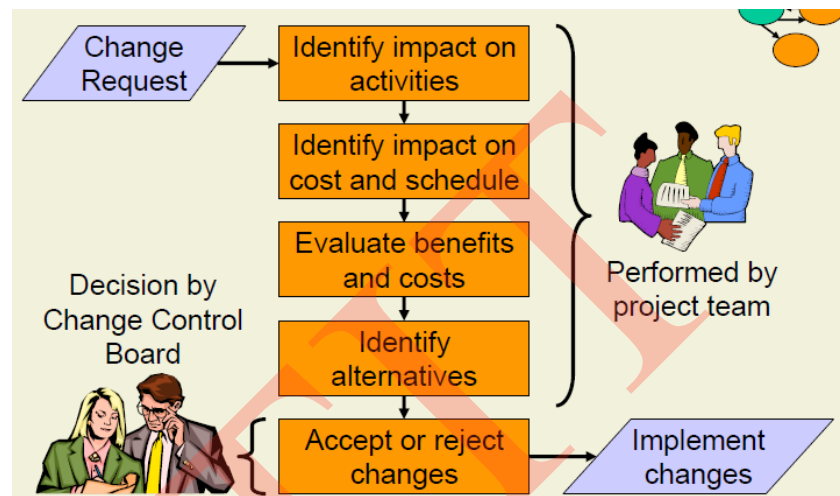 Change
Request
Identify impact on
activities
Identify impact on
cost and schedule
Evaluate benefits
and costs
Identify
alternatives
Performed by
project team
Decision by
Change Control
Board
Accept or reject
changes
Implement
changes